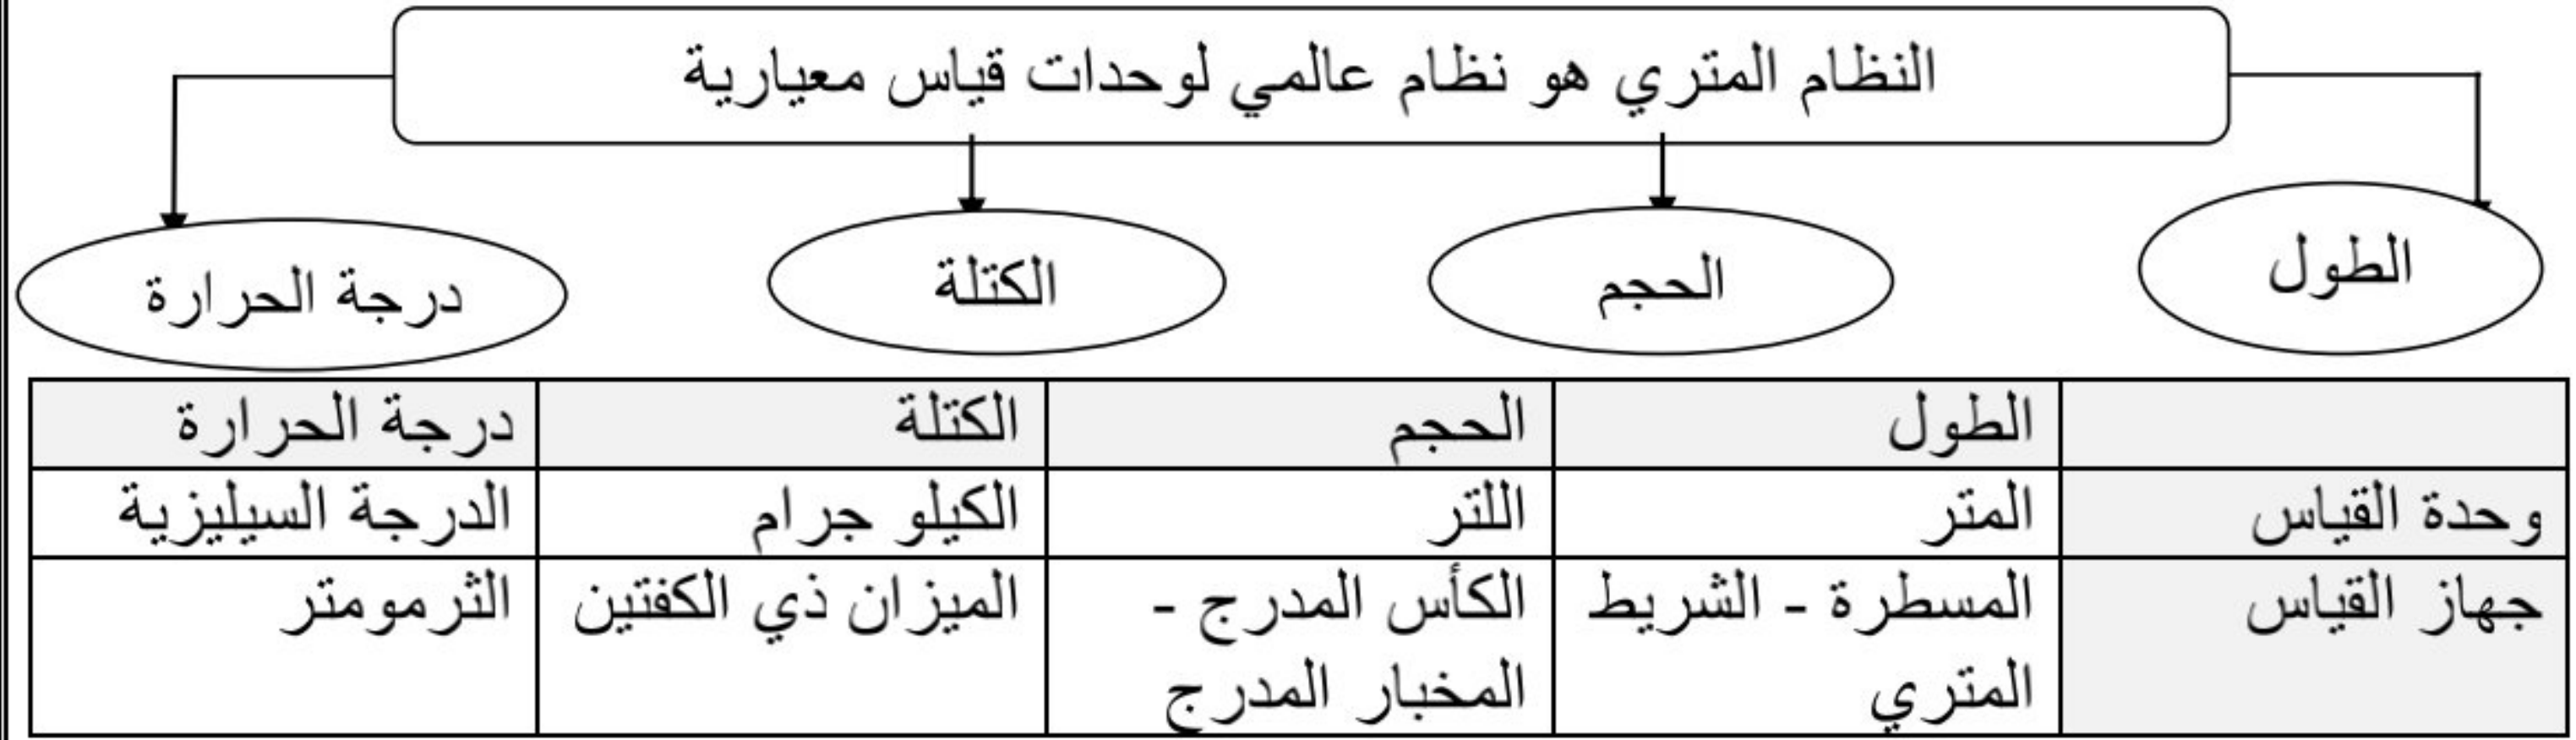 النظام المتري هو نظام عالمي لوحدات قياس معيارية
الطول
الحجم
الكتلة
درجة الحرارة
الطول الحجم الكتلة درجة الحرارة
وحدة القياس المتر اللتر الكيلو جرام الدرجة السيليزية
جهاز القياس المسطرة - الشريط الكأس المدرج - الميزان ذي الكفتين الثرمومتر
المتري المخبار المدرج